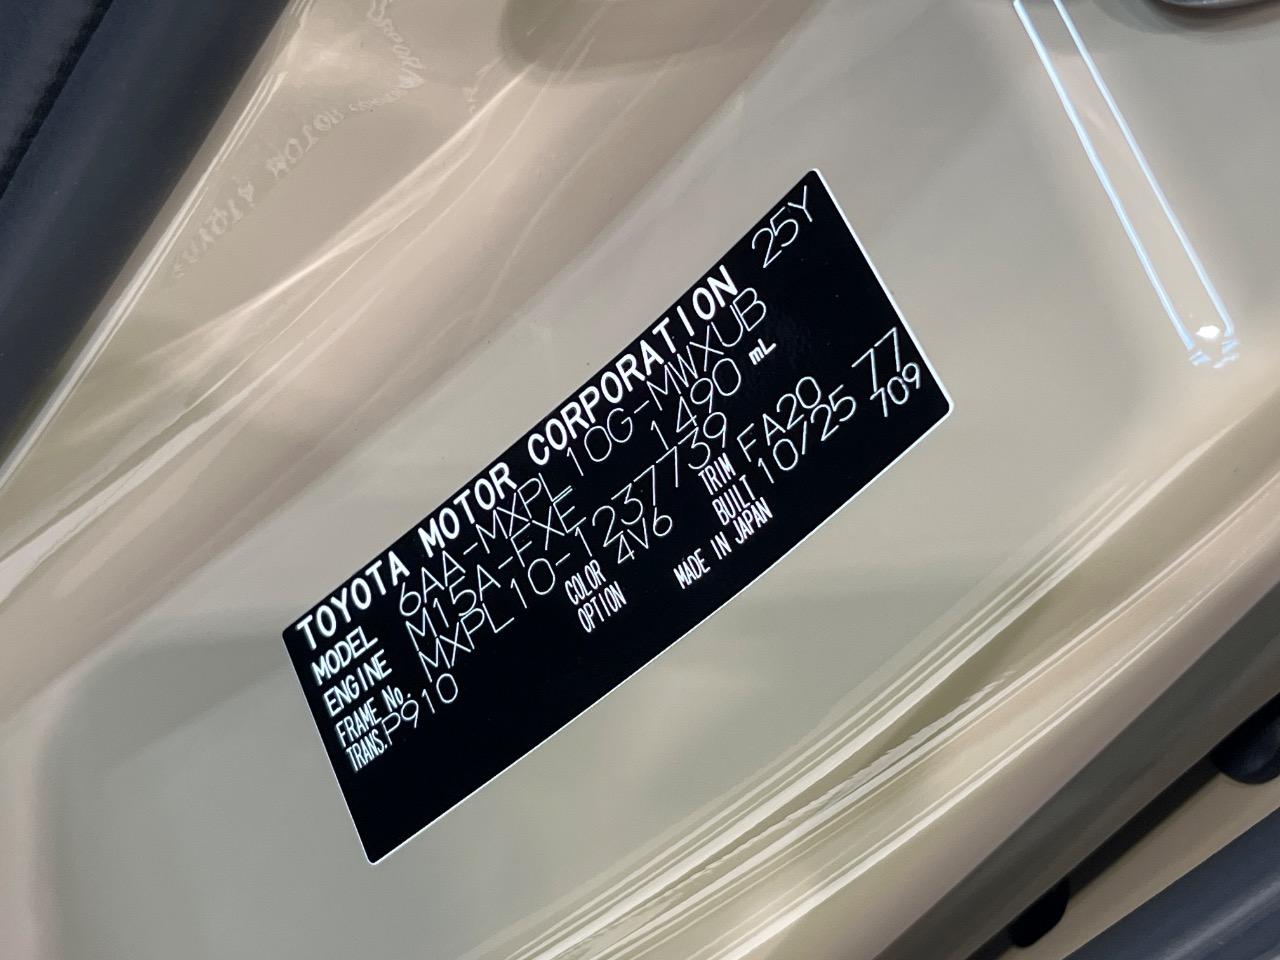 TOYOTA MOTOR CORPORATION 25Y
MODEL 6AA-MXPL10G-MWXUB
ENGINE M15A-FXE 1490 mL
FRAME No. MXPL10-1237739
TRANS. P910 COLOR 4V6 TRIM FA20 77
OPTION BUILT 10/25 709
MADE IN JAPAN